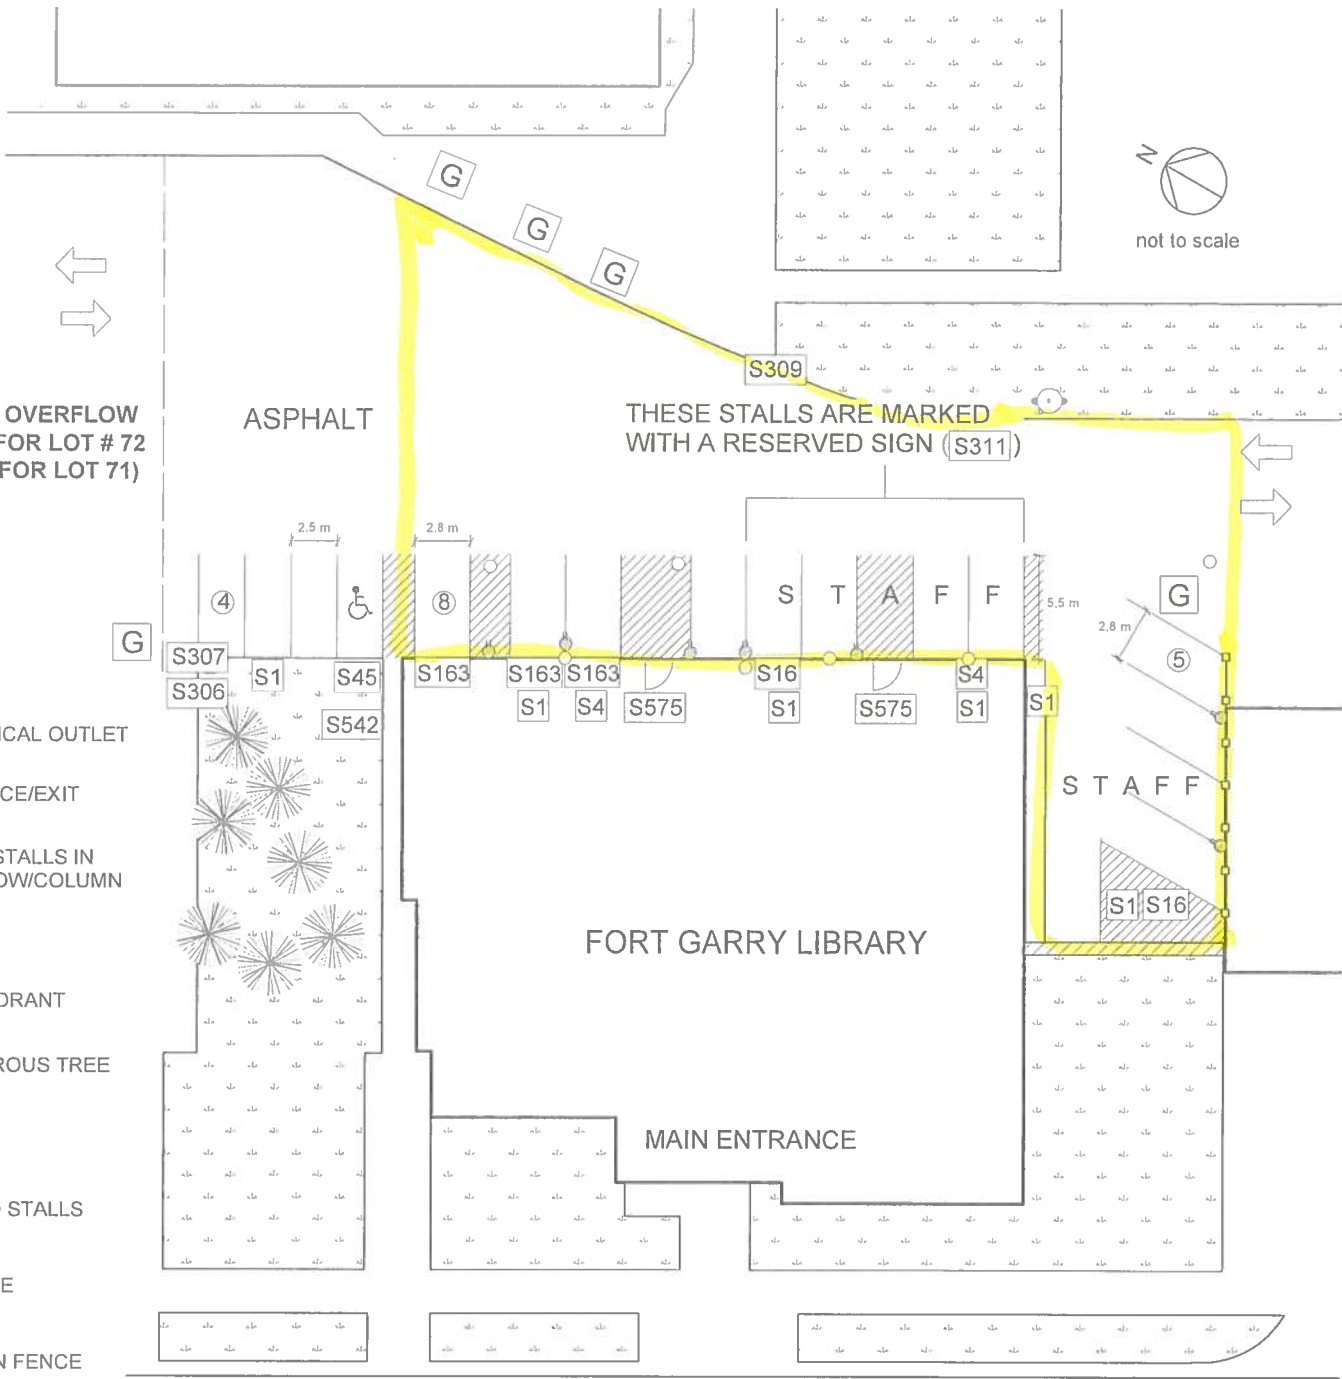 G
G
G
N
not to scale
S309
OVERFLOW
FOR LOT # 72
FOR LOT 71)
ASPHALT
THESE STALLS ARE MARKED
WITH A RESERVED SIGN (S311)
2.5 m
2.8 m
4
8
S T A F F
5,5 m
G
2,8 m
5
G
S307
S306
S1
S45
S542
S163
S163
S1
S163
S4
S575
S16
S1
S575
S4
S1
S1
CAL OUTLET
CE/EXIT
STALLS IN
OW/COLUMN
S T A F F
S1 S16
FORT GARRY LIBRARY
DRANT
ROUS TREE
MAIN ENTRANCE
STALLS
E
N FENCE